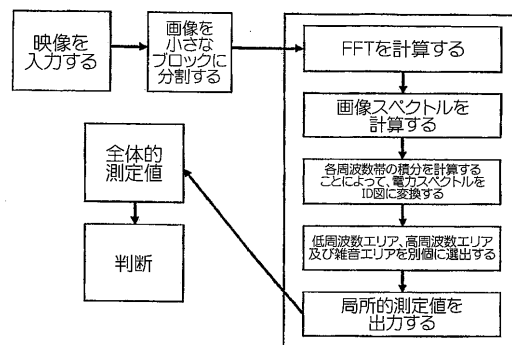 映像を
入力する
画像を
小さな
ブロックに
分割する
FFTを計算する
画像スペクトルを
計算する
各周波数帯の積分を計算する
ことによって、電力スペクトルを
ID図に変換する
低周波数エリア、高周波数エリア
及び雑音エリアを別個に選出する
局所的測定値を
出力する
全体的
測定値
判断